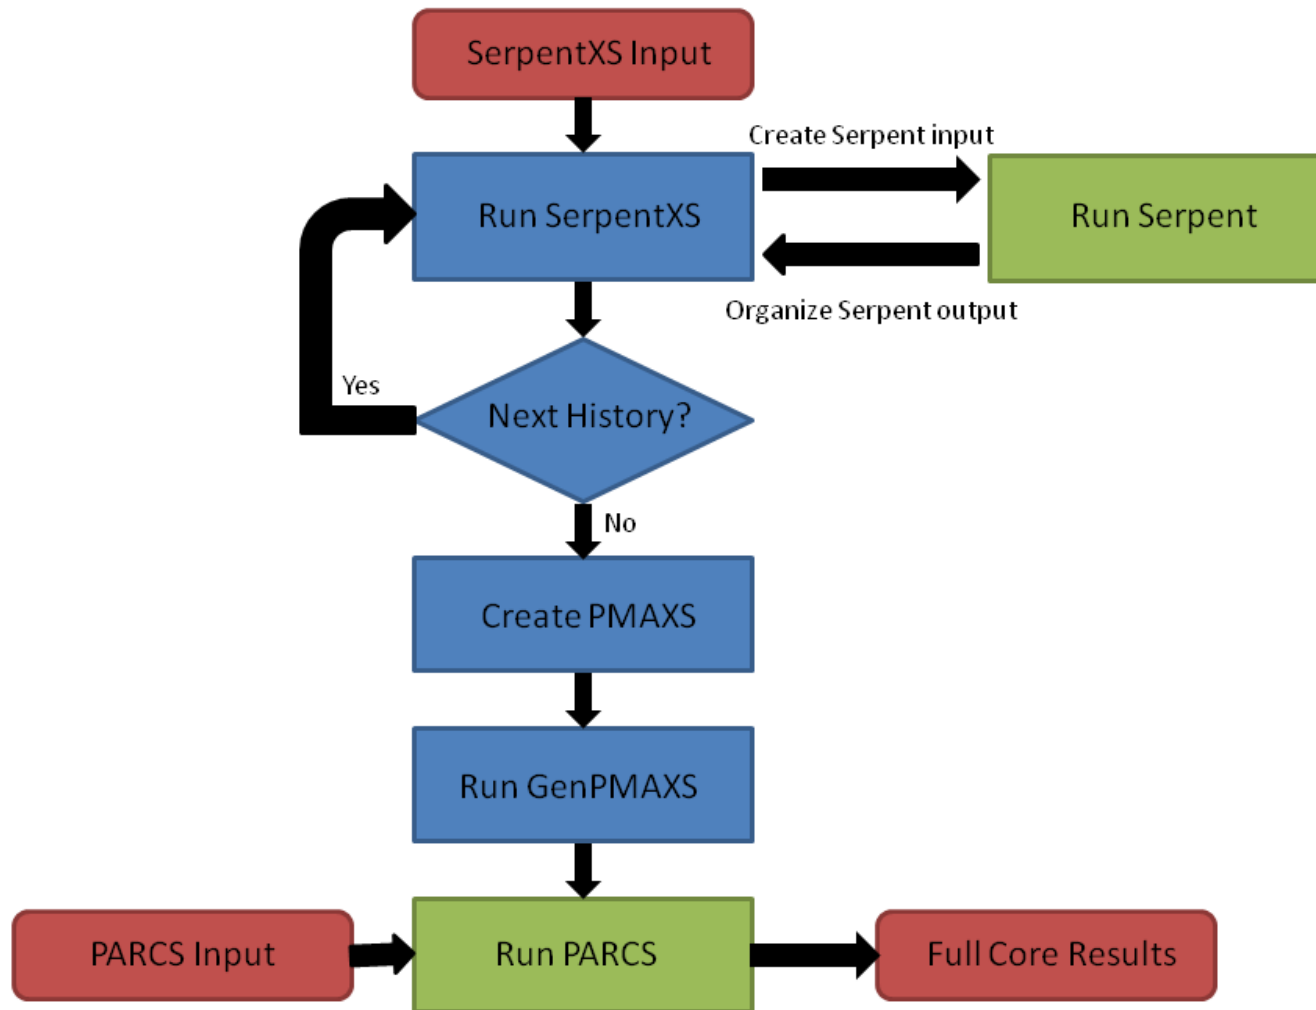 SerpentXS Input
Create Serpent input
Run SerpentXS
Run Serpent
Organize Serpent output
Yes
Next History?
No
Create PMAXS
Run GenPMAXS
PARCS Input
Run PARCS
Full Core Results